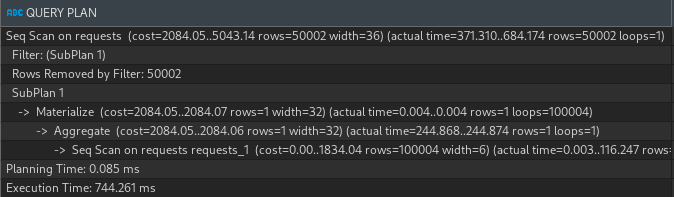 ABC QUERY PLAN
Seq Scan on requests (cost=2084.05..5043.14 rows=50002 width=36) (actual time=371.310..684.174 rows=50002 loops=1)
Filter: (SubPlan 1)
Rows Removed by Filter: 50002
SubPlan 1
-> Materialize (cost=2084.05..2084.07 rows=1 width=32) (actual time=0.004..0.004 rows=1 loops=100004)
-> Aggregate (cost=2084.05..2084.06 rows=1 width=32) (actual time=244.868..244.874 rows=1 loops=1)
-> Seq Scan on requests requests_1 (cost=0.00..1834.04 rows=100004 width=6) (actual time=0.003..116.247 rows=
Planning Time: 0.085 ms
Execution Time: 744.261 ms